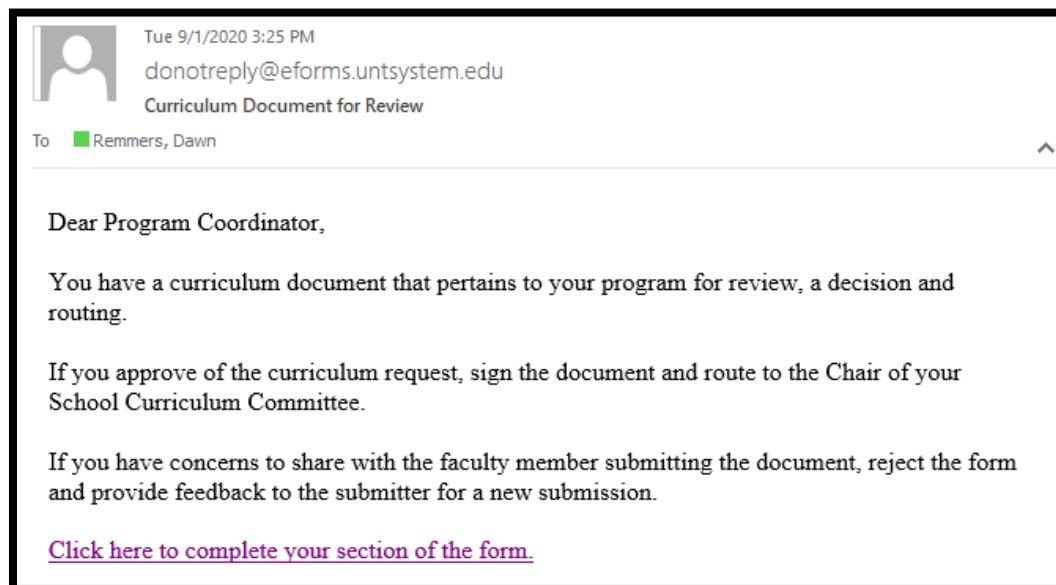 Tue 9/1/2020 3:25 PM
donotreply@eforms.untsystem.edu
Curriculum Document for Review
To Remmers, Dawn
Dear Program Coordinator,
You have a curriculum document that pertains to your program for review, a decision and
routing.
If you approve of the curriculum request, sign the document and route to the Chair of your
School Curriculum Committee.
If you have concerns to share with the faculty member submitting the document, reject the form
and provide feedback to the submitter for a new submission.
Click here to complete your section of the form.